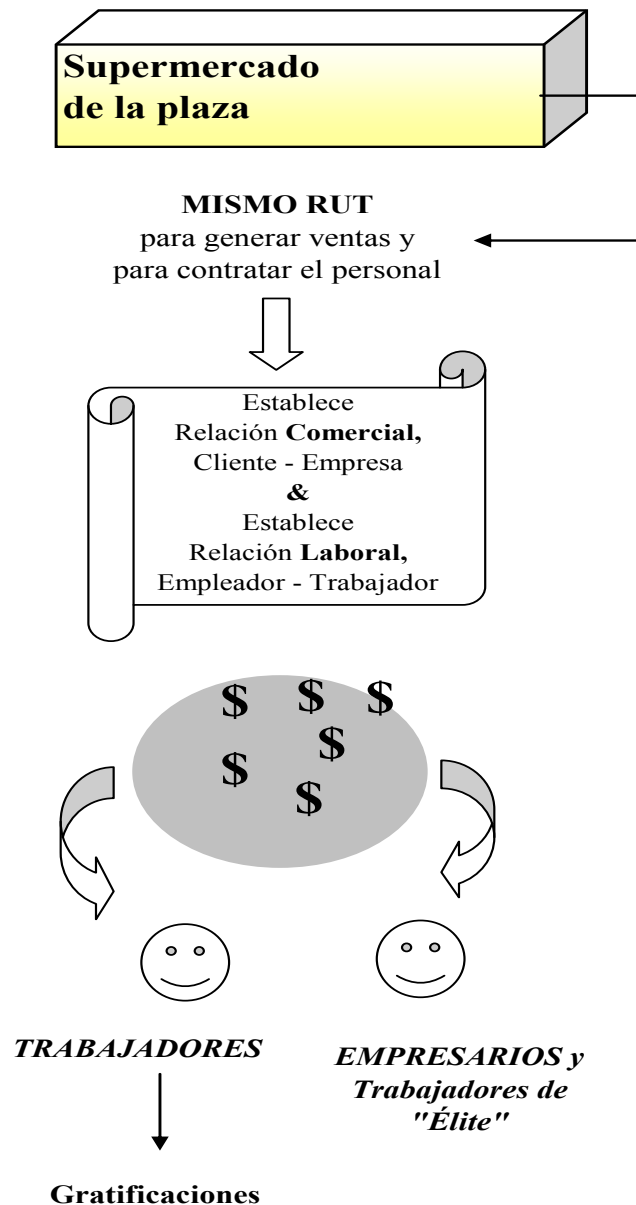 Supermercado
de la plaza
MISMO RUT
para generar ventas y
para contratar el personal
Establece
Relación Comercial,
Cliente - Empresa
&
Establece
Relación Laboral,
Empleador - Trabajador
$ $ $
$
$
$
TRABAJADORES
EMPRESARIOS y
Trabajadores de
"Élite"
Gratificaciones